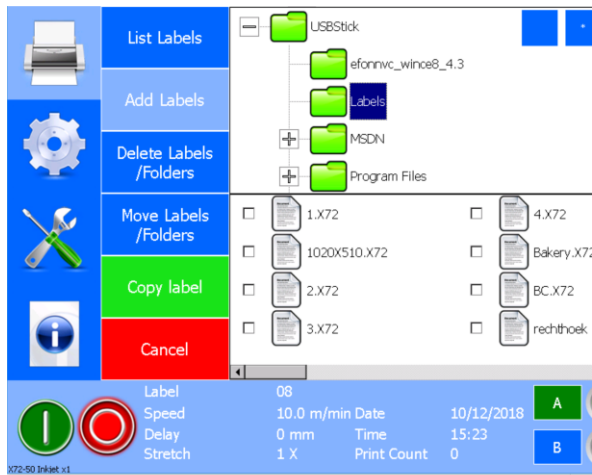 List Labels
Add Labels
Delete Labels
/Folders
Move Labels
/Folders
Copy label
Cancel
USBStick
efonnvc_wince8_4.3
Labels
MSDN
Program Files
1.X72
4.X72
1020X510.X72
Bakery.X72
2.X72
BC.X72
3.X72
rechthoek
Label 08
Speed 10.0 m/min Date 10/12/2018
Delay 0 mm Time 15:23
Stretch 1 X Print Count 0
A
B
X72-50 Inkjet x1